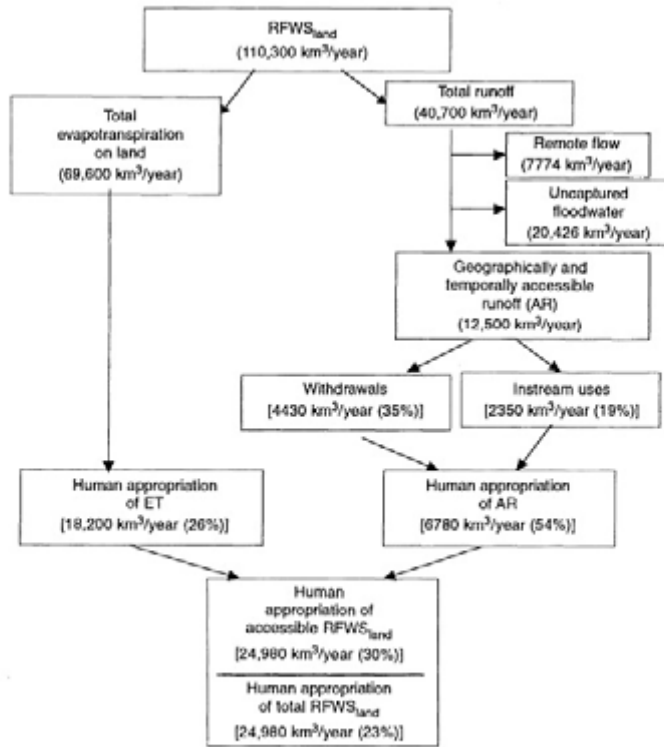 RFWSland
(110,300 km³/year)
Total
evapotranspiration
on land
(69,600 km³/year)
Total runoff
(40,700 km³/year)
Remote flow
(7774 km³/year)
Uncaptured
floodwater
(20,426 km³/year)
Geographically and
temporally accessible
runoff (AR)
(12,500 km³/year)
Withdrawals
[4430 km³/year (35%)]
Instream uses
[2350 km³/year (19%)]
Human appropriation
of ET
[18,200 km³/year (26%)]
Human appropriation
of AR
[6780 km³/year (54%)]
Human
appropriation of
accessible RFWSland
[24,980 km³/year (30%)]
Human appropriation
of total RFWSland
[24,980 km³/year (23%)]